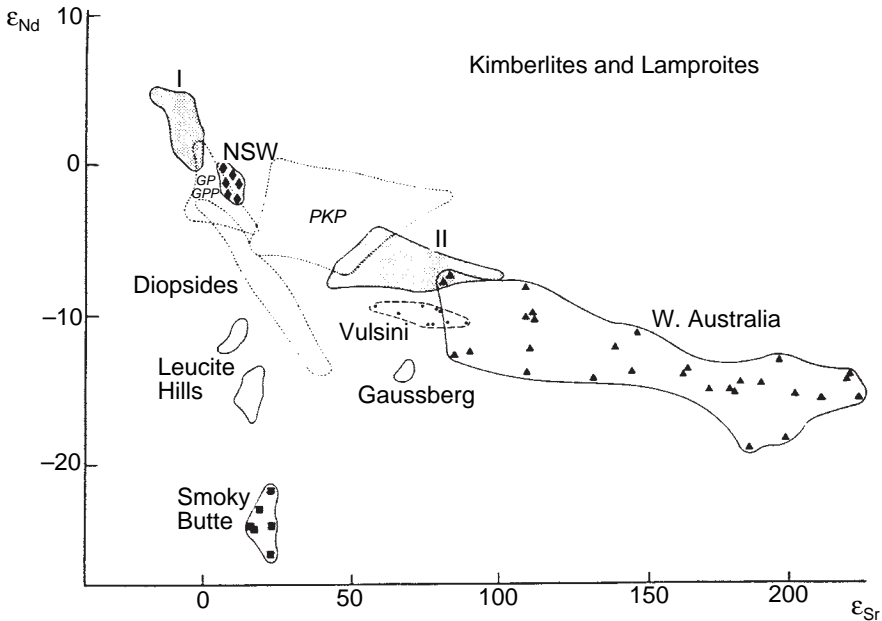 εNd
10
Kimberlites and Lamproites
I
NSW
0
GP
GPP
PKP
II
Diopsides
–10
W. Australia
Vulsini
Leucite
Hills
Gaussberg
–20
Smoky
Butte
0
50
100
150
200
εSr